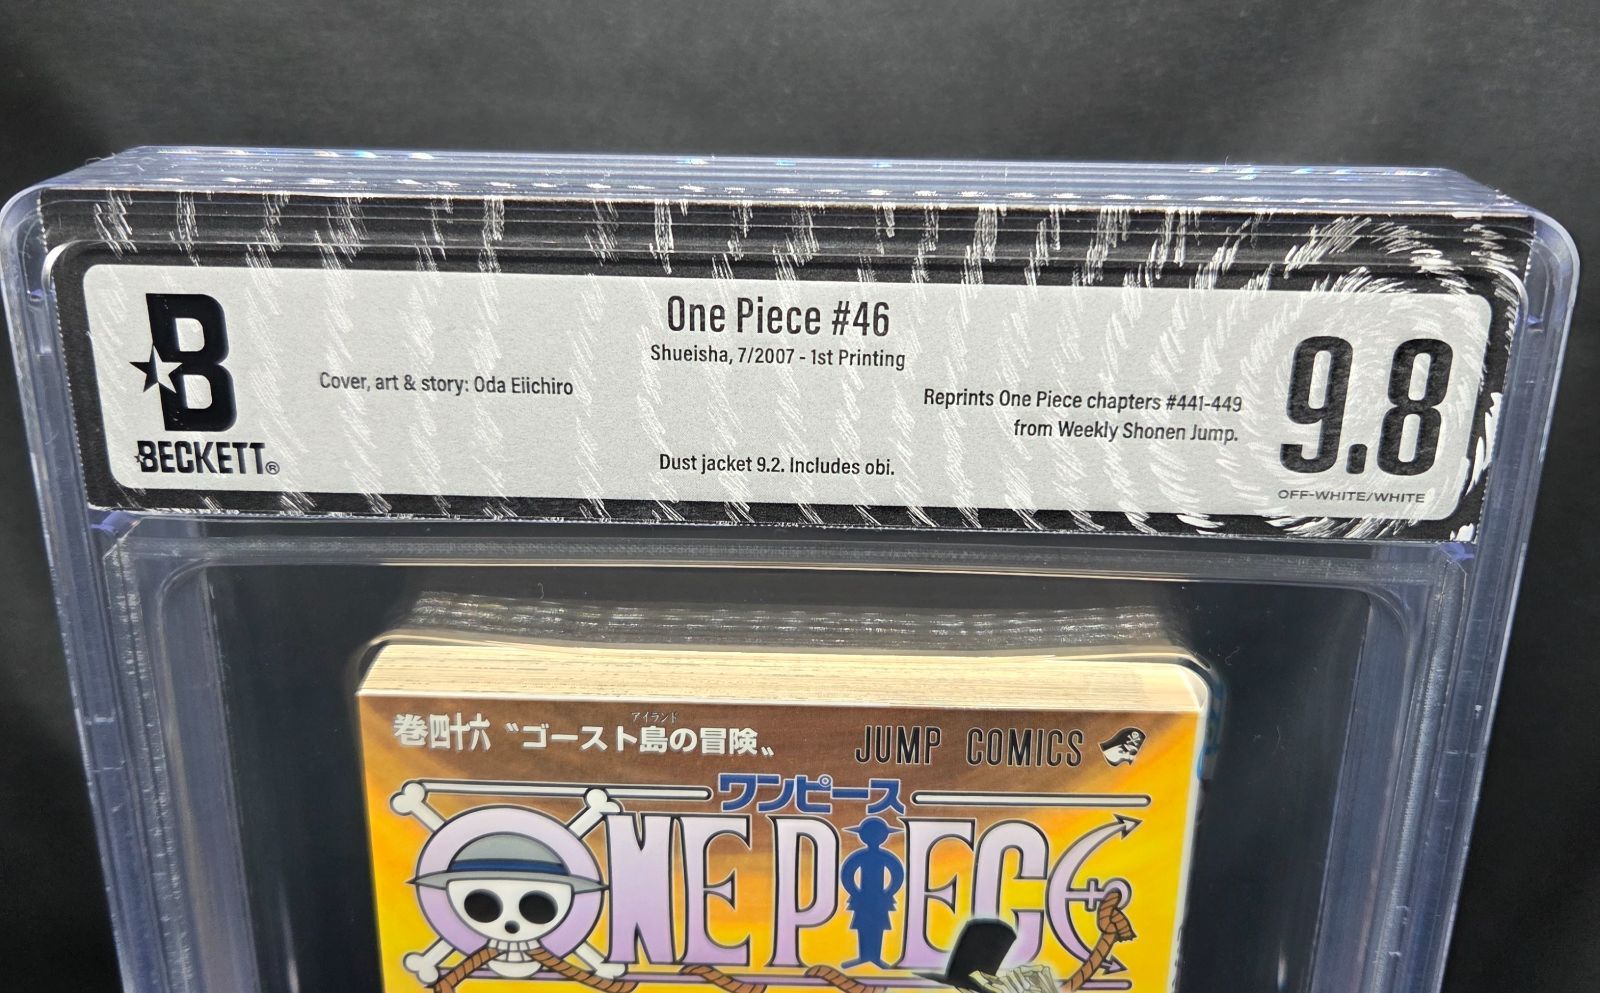 One Piece #46
Shueisha, 7/2007 - 1st Printing
Cover, art & story: Oda Eiichiro
Reprints One Piece chapters #441-449
from Weekly Shonen Jump.
Dust jacket 9.2. Includes obi.
B
BECKETT®
9.8
OFF-WHITE/WHITE
巻四十六 〝ゴースト島の冒険〟
アイランド
JUMP COMICS
ワンピース
ONE PIECE